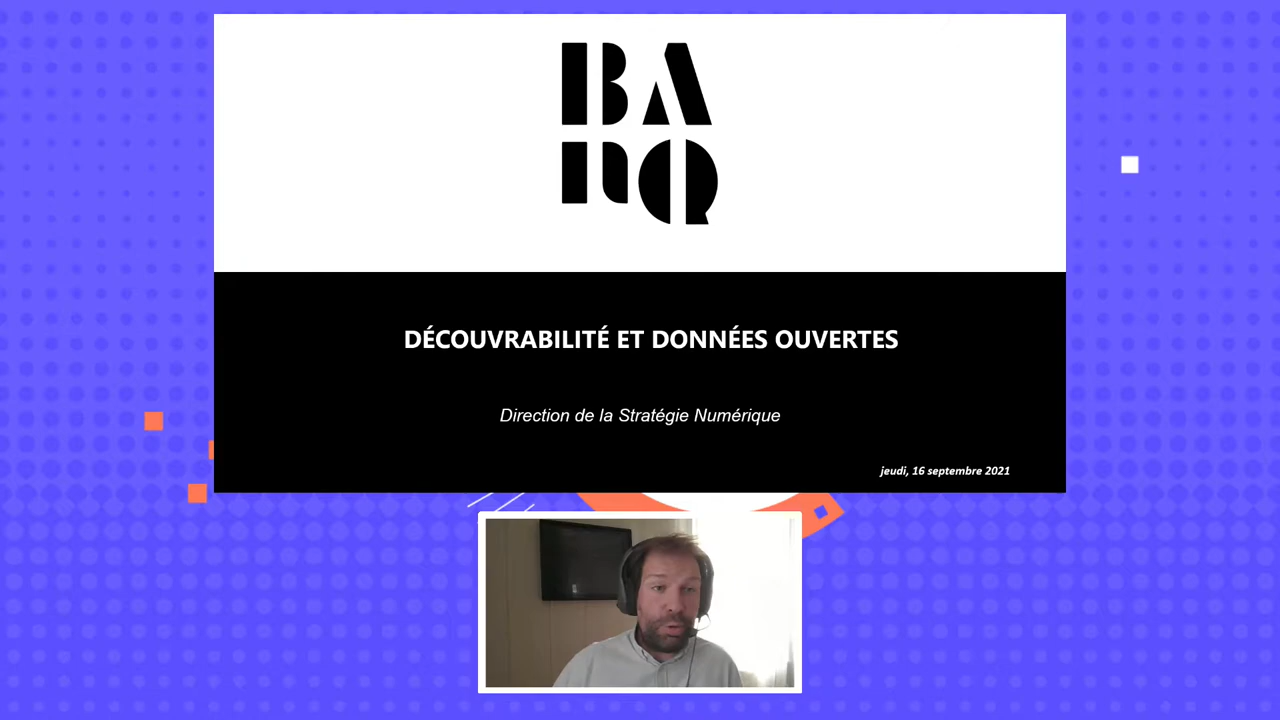 BA
nQ
DÉCOUVRABILITÉ ET DONNÉES OUVERTES
Direction de la Stratégie Numérique
jeudi, 16 septembre 2021